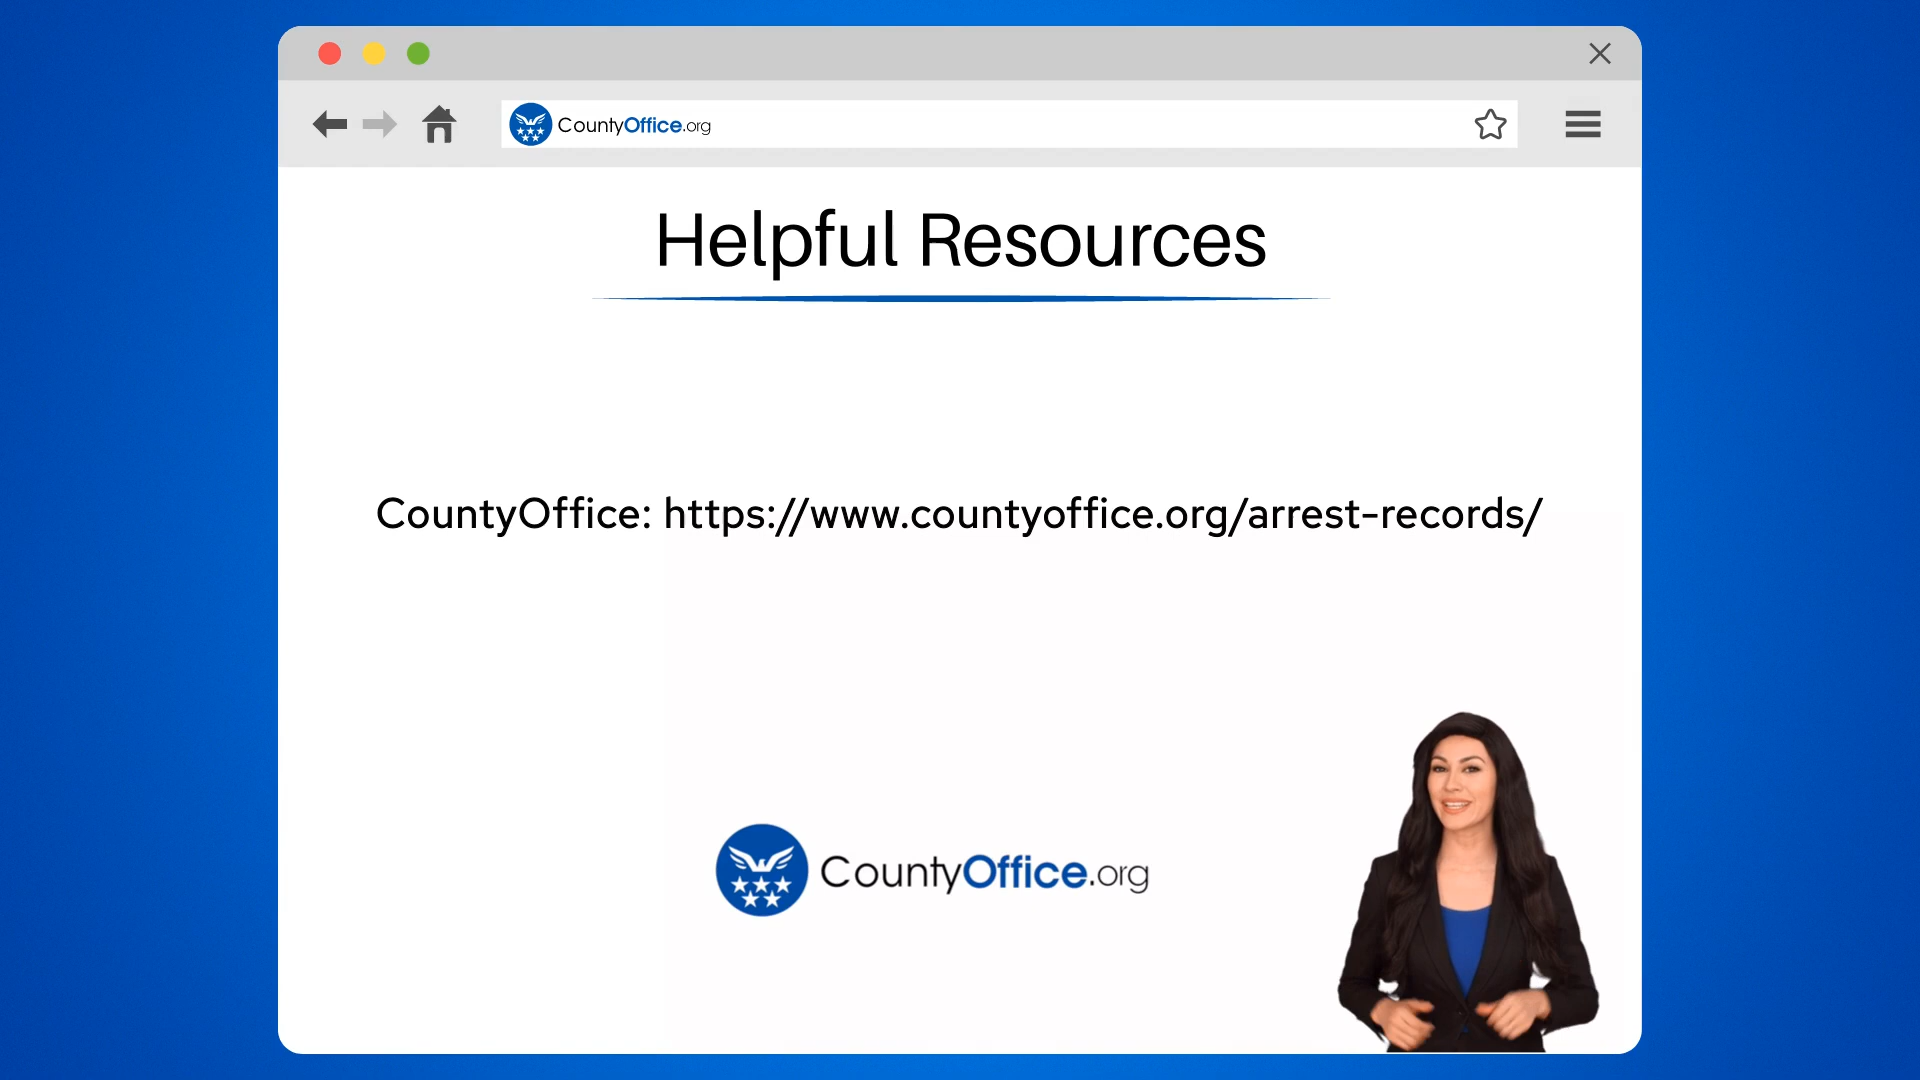 CountyOffice.org
Helpful Resources
CountyOffice: https://www.countyoffice.org/arrest-records/
CountyOffice.org